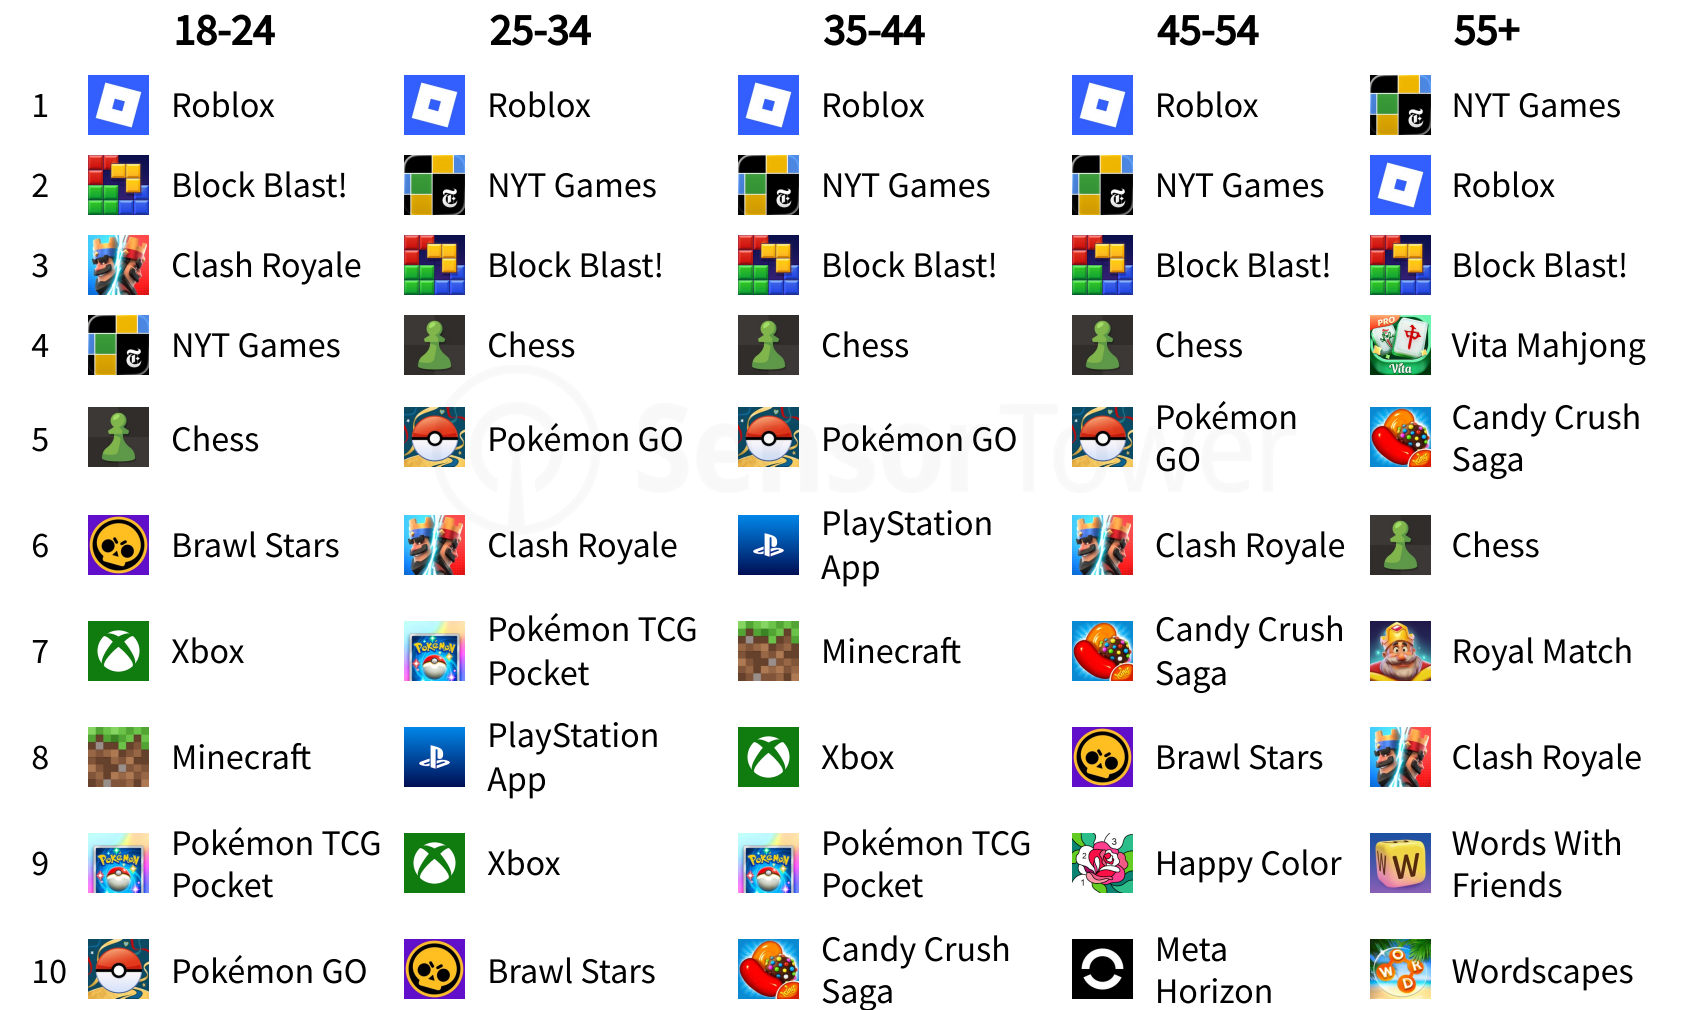 18-24 25-34 35-44 45-54 55+
1 Roblox Roblox Roblox Roblox NYT Games
2 Block Blast! NYT Games NYT Games NYT Games Roblox
3 Clash Royale Block Blast! Block Blast! Block Blast! Block Blast!
4 NYT Games Chess Chess Chess Vita Mahjong
PRO
Vita
5 Chess Pokémon GO Pokémon GO Pokémon GO Candy Crush Saga
SensorTower
6 Brawl Stars Clash Royale PlayStation App Clash Royale Chess
7 Xbox Pokémon TCG Pocket Minecraft Candy Crush Saga Royal Match
8 Minecraft PlayStation App Xbox Brawl Stars Clash Royale
9 Pokémon TCG Pocket Xbox Pokémon TCG Pocket Happy Color Words With Friends
10 Pokémon GO Brawl Stars Candy Crush Saga Meta Horizon Wordscapes